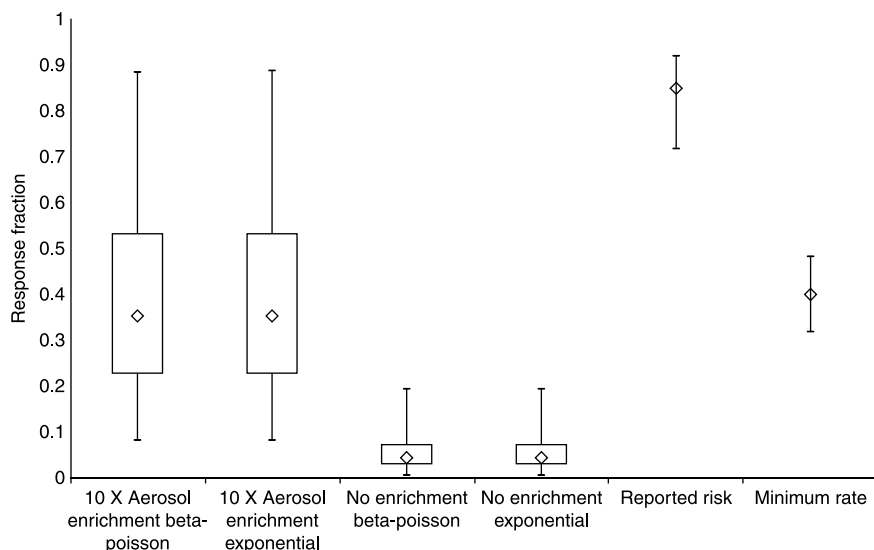 1
0.9
0.8
0.7
0.6
0.5
0.4
0.3
0.2
0.1
0
Response fraction
10 X Aerosol
enrichment beta-
poisson
10 X Aerosol
enrichment
exponential
No enrichment
beta-poisson
No enrichment
exponential
Reported risk
Minimum rate